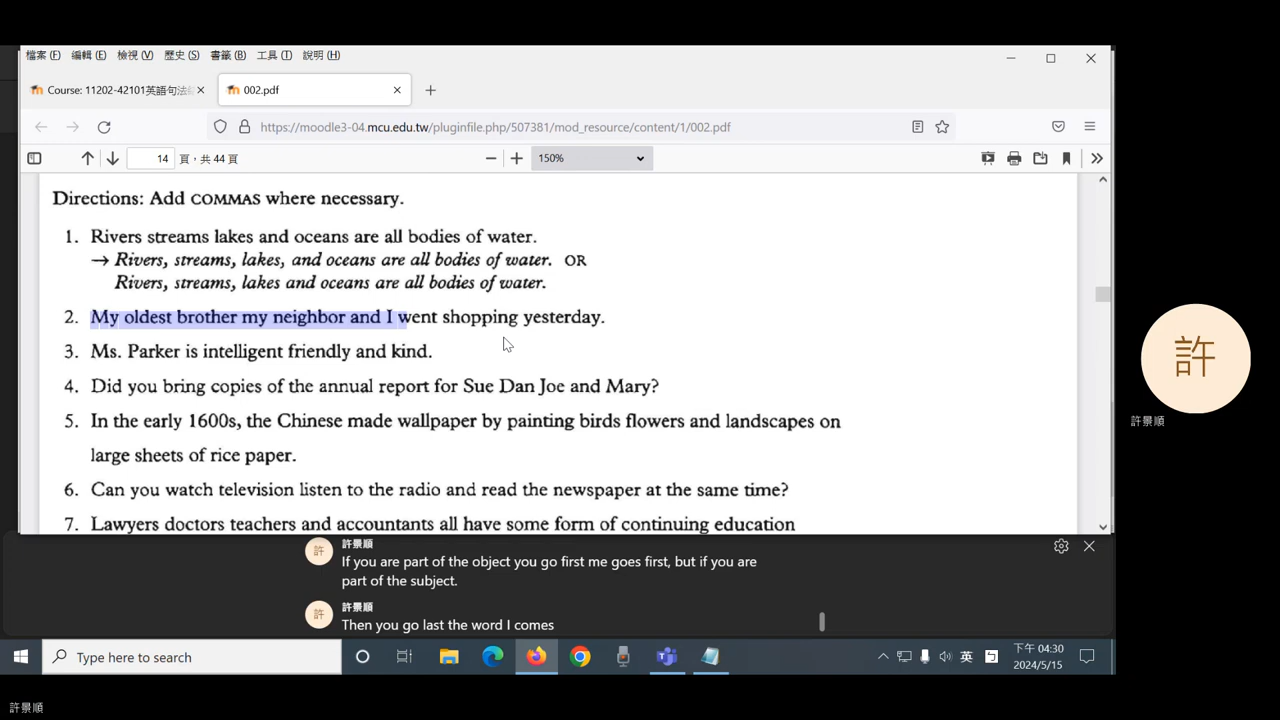 檔案(F) 編輯(E) 檢視(V) 歷史(S) 書籤(B) 工具(T) 說明(H)
Course: 11202-42101英語句法 002.pdf
https://moodle3-04.mcu.edu.tw/pluginfile.php/507381/mod_resource/content/1/002.pdf
14 頁，共 44 頁 150%
Directions: Add COMMAS where necessary.
1. Rivers streams lakes and oceans are all bodies of water.
→ Rivers, streams, lakes, and oceans are all bodies of water. OR
Rivers, streams, lakes and oceans are all bodies of water.
2. My oldest brother my neighbor and I went shopping yesterday.
3. Ms. Parker is intelligent friendly and kind.
4. Did you bring copies of the annual report for Sue Dan Joe and Mary?
5. In the early 1600s, the Chinese made wallpaper by painting birds flowers and landscapes on
large sheets of rice paper.
6. Can you watch television listen to the radio and read the newspaper at the same time?
7. Lawyers doctors teachers and accountants all have some form of continuing education
許
許景順
許
許景順
If you are part of the object you go first me goes first, but if you are
part of the subject.
許
許景順
Then you go last the word I comes
Type here to search
英
下午 04:30
2024/5/15
許景順